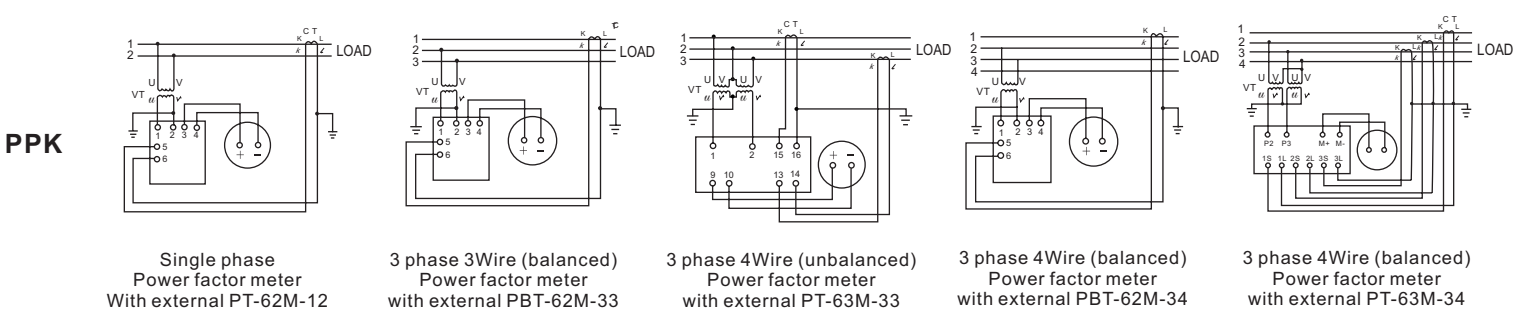 PPK
C T
K L
k ℓ
1
2
LOAD
U V
VT
u v
1 2 3 4
5
6
+ -
Single phase
Power factor meter
With external PT-62M-12
K L
k ℓ
1
2
3
LOAD
U V
VT
u v
1 2 3 4
5
6
+ -
3 phase 3Wire (balanced)
Power factor meter
with external PBT-62M-33
C T
K L
k ℓ
1
2
3
LOAD
K L
k ℓ
U V U V
VT
u v u v
1 2 15 16
9 10 13 14
+ -
3 phase 4Wire (unbalanced)
Power factor meter
with external PT-63M-33
K L
k ℓ
1
2
3
4
LOAD
U V
VT
u v
1 2 3 4
5
6
+ -
3 phase 4Wire (balanced)
Power factor meter
with external PBT-62M-34
C T
K L
1
2
3
4
LOAD
U V U V
VT
u v u v
P2 P3 M+ M-
1S 1L 2S 2L 3S 3L
3 phase 4Wire (balanced)
Power factor meter
with external PT-63M-34